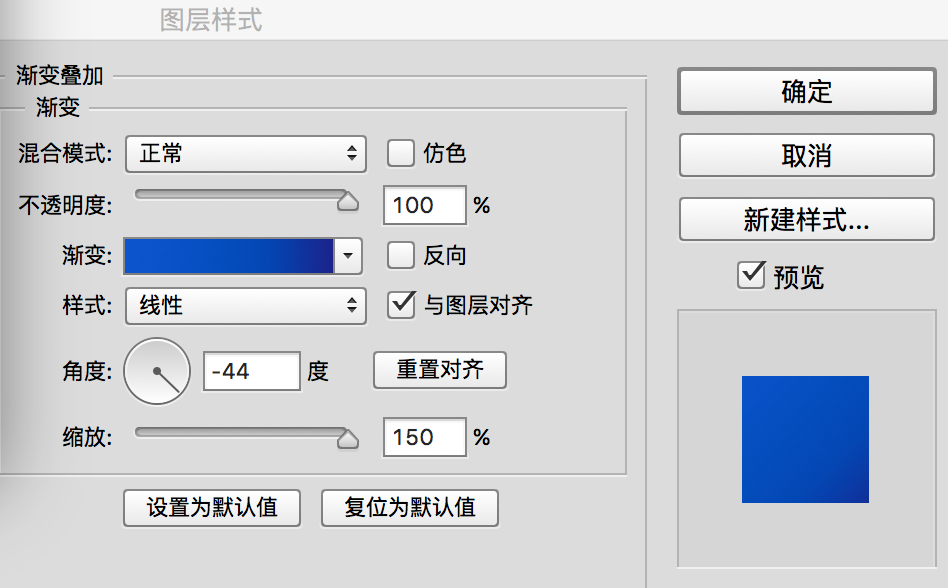 图层样式
渐变叠加
渐变
混合模式: 正常 仿色
不透明度: 100 %
渐变: 反向
样式: 线性 与图层对齐
角度: -44 度 重置对齐
缩放: 150 %
设置为默认值 复位为默认值
确定
取消
新建样式...
预览